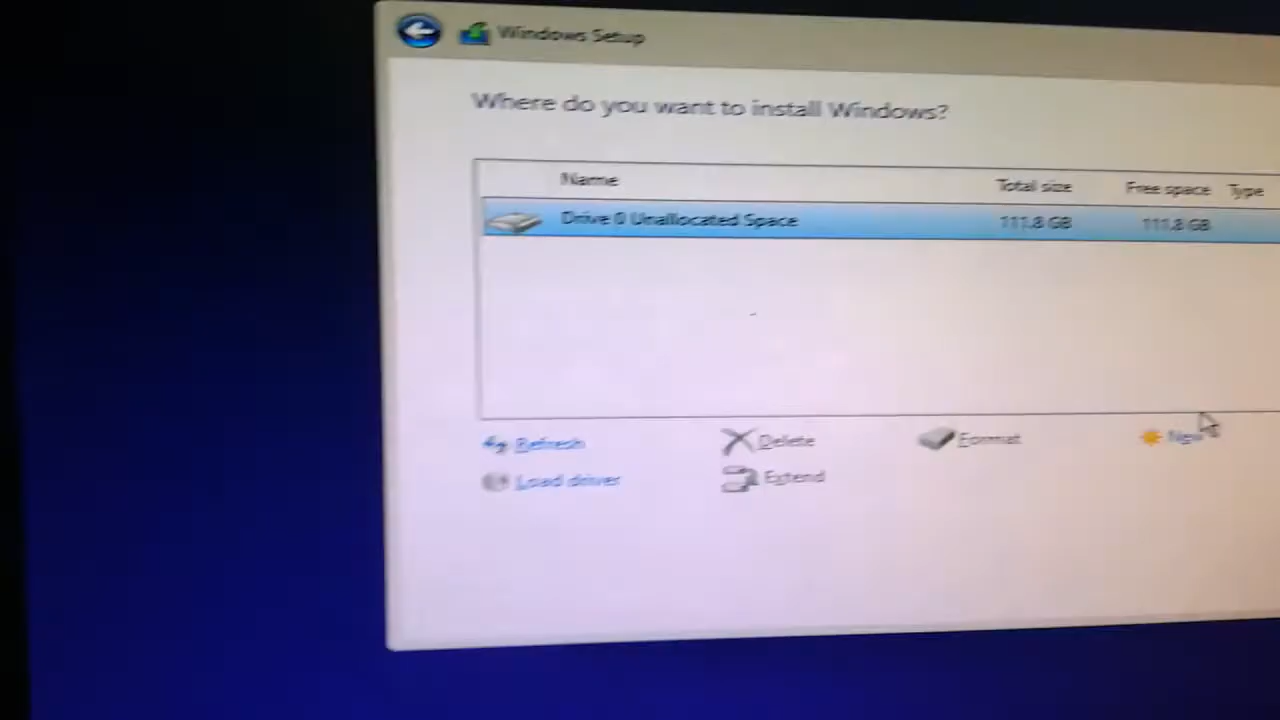 Windows Setup
Where do you want to install Windows?
Name Total size Free space Type
Drive 0 Unallocated Space 111.8 GB 111.8 GB
Refresh Delete Format New
Load driver Extend